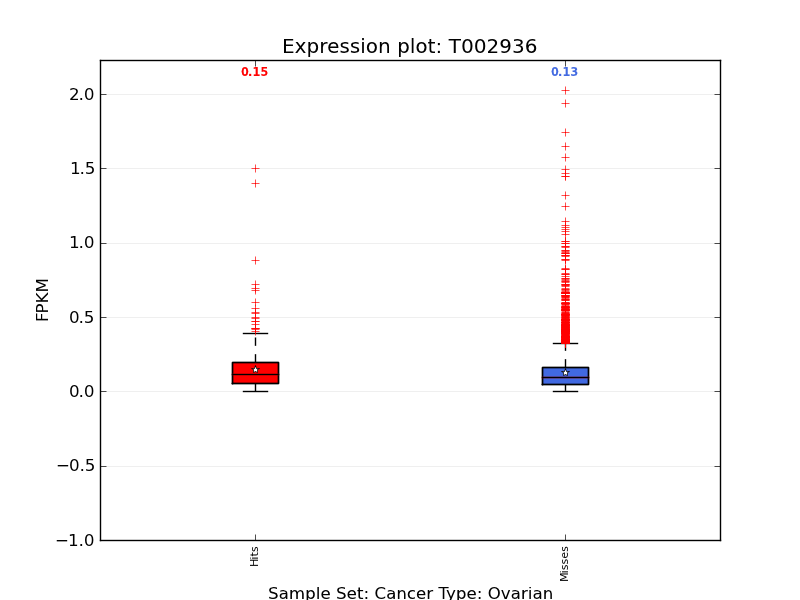 Expression plot: T002936
0.15
0.13
2.0
1.5
1.0
0.5
0.0
−0.5
−1.0
FPKM
Hits
Misses
Sample Set: Cancer Type: Ovarian